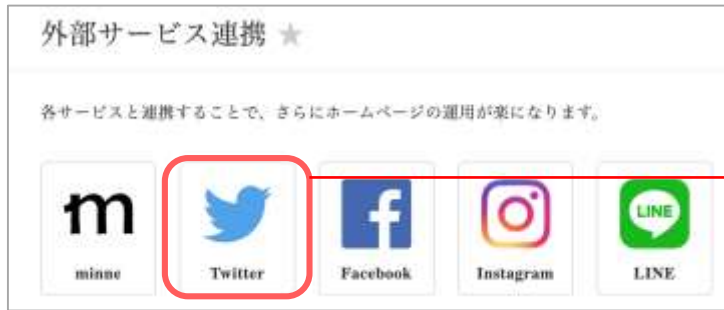 外部サービス連携 ★
各サービスと連携することで、さらにホームページの運用が楽になります。
m
LINE
minne Twitter Facebook Instagram LINE